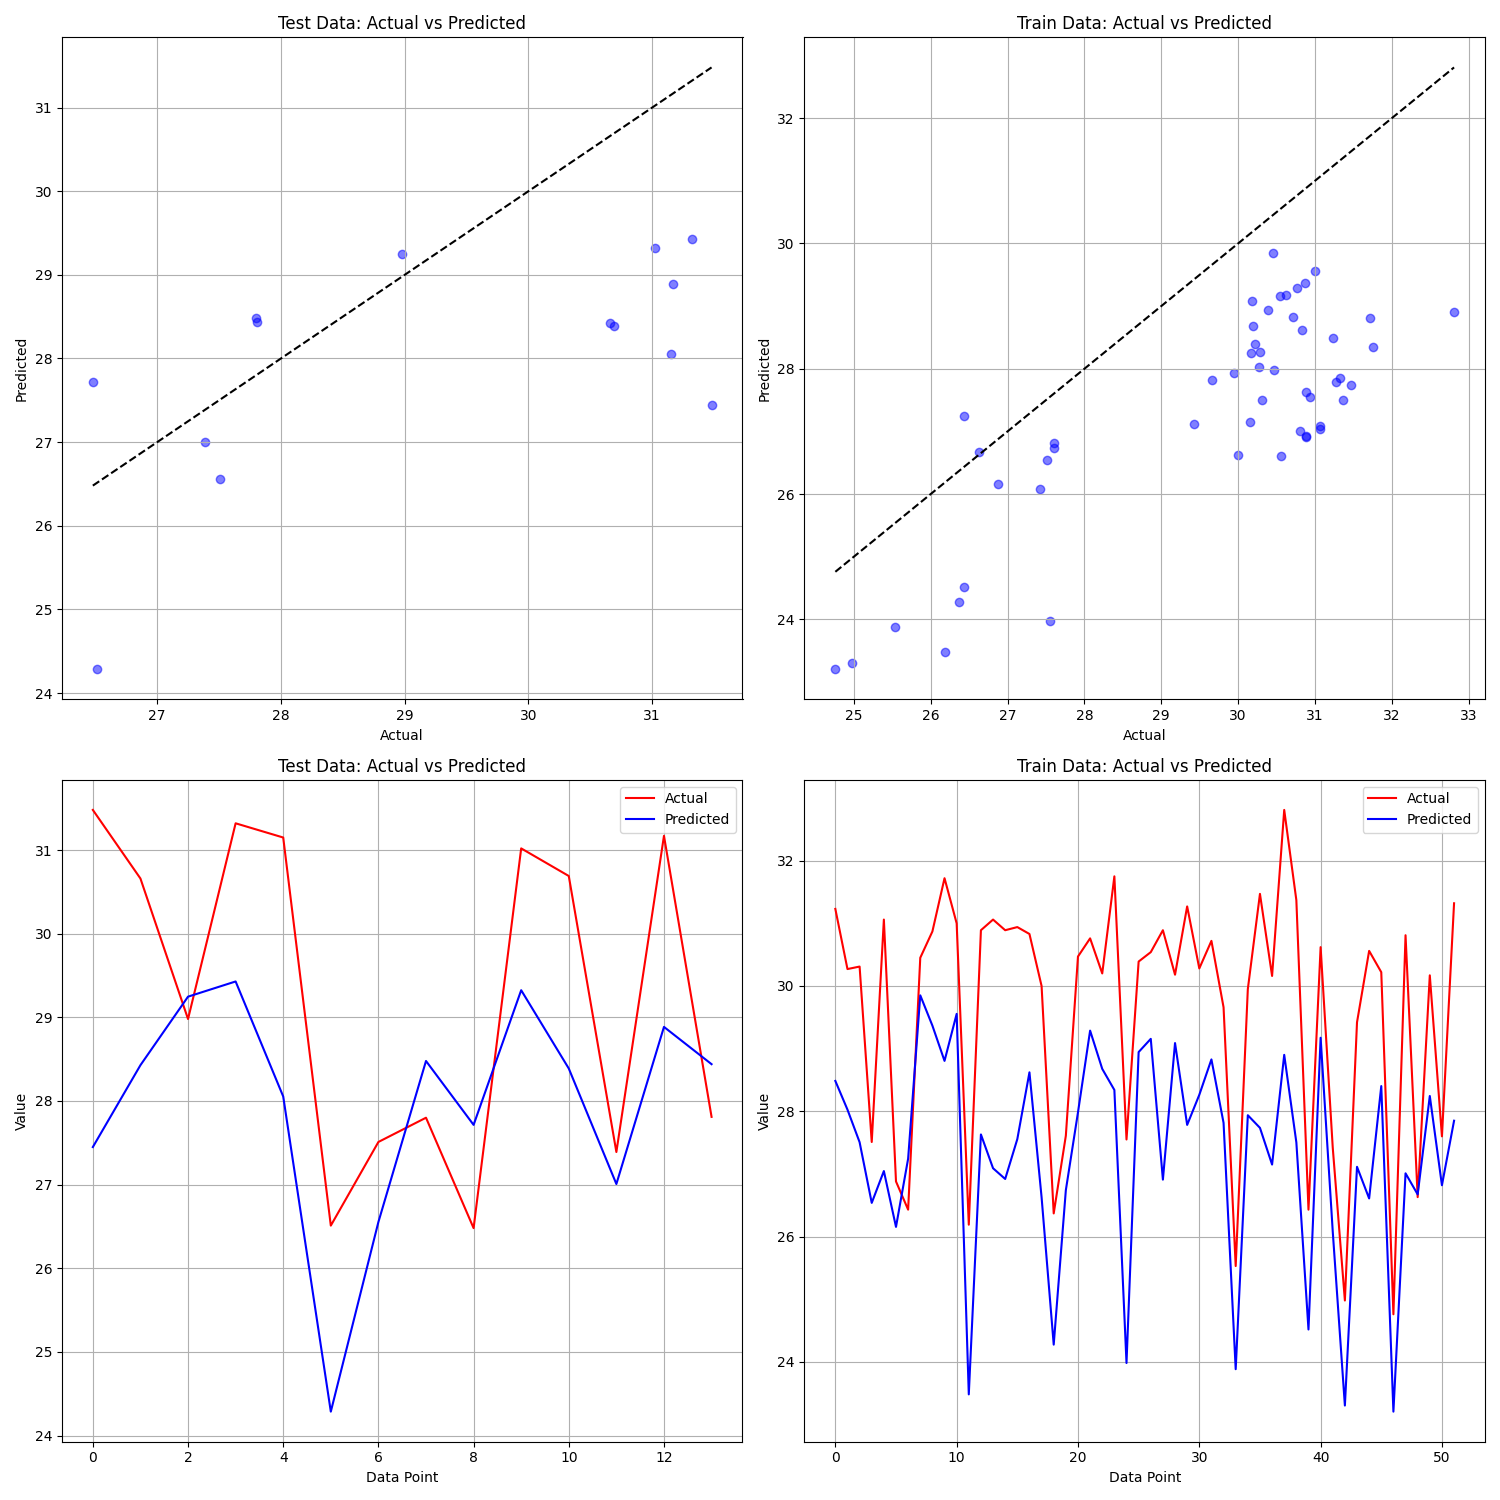 Test Data: Actual vs Predicted
31
30
29
28
27
26
25
24
Predicted
27 28 29 30 31
Actual
Train Data: Actual vs Predicted
32
30
28
26
24
Predicted
25 26 27 28 29 30 31 32 33
Actual
Test Data: Actual vs Predicted
Actual
Predicted
31
30
29
28
27
26
25
24
Value
0 2 4 6 8 10 12
Data Point
Train Data: Actual vs Predicted
Actual
Predicted
32
30
28
26
24
Value
0 10 20 30 40 50
Data Point